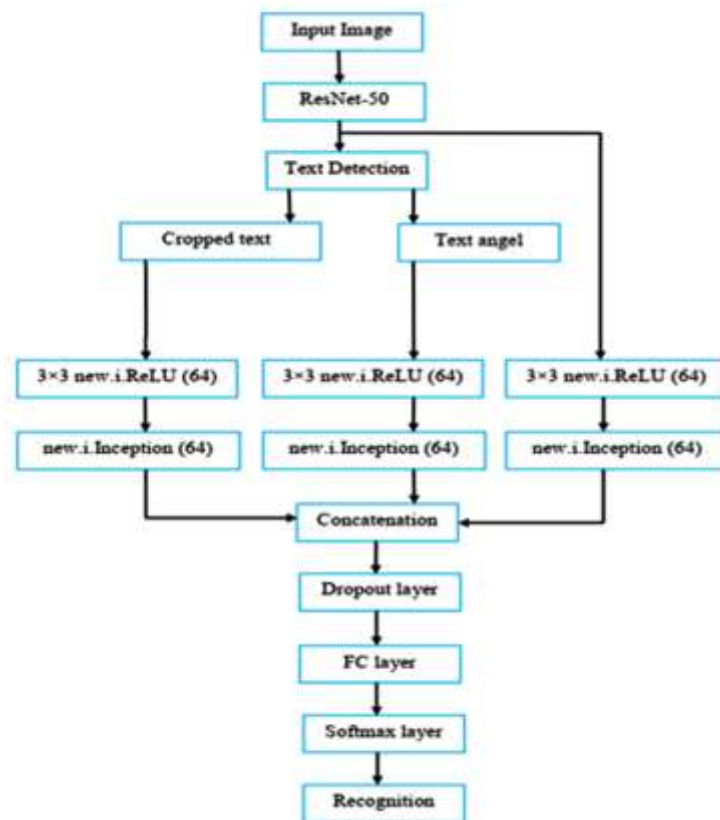 Input Image
ResNet-50
Text Detection
Cropped text
Text angel
3×3 new.i.ReLU (64)
3×3 new.i.ReLU (64)
3×3 new.i.ReLU (64)
new.i.Inception (64)
new.i.Inception (64)
new.i.Inception (64)
Concatenation
Dropout layer
FC layer
Softmax layer
Recognition